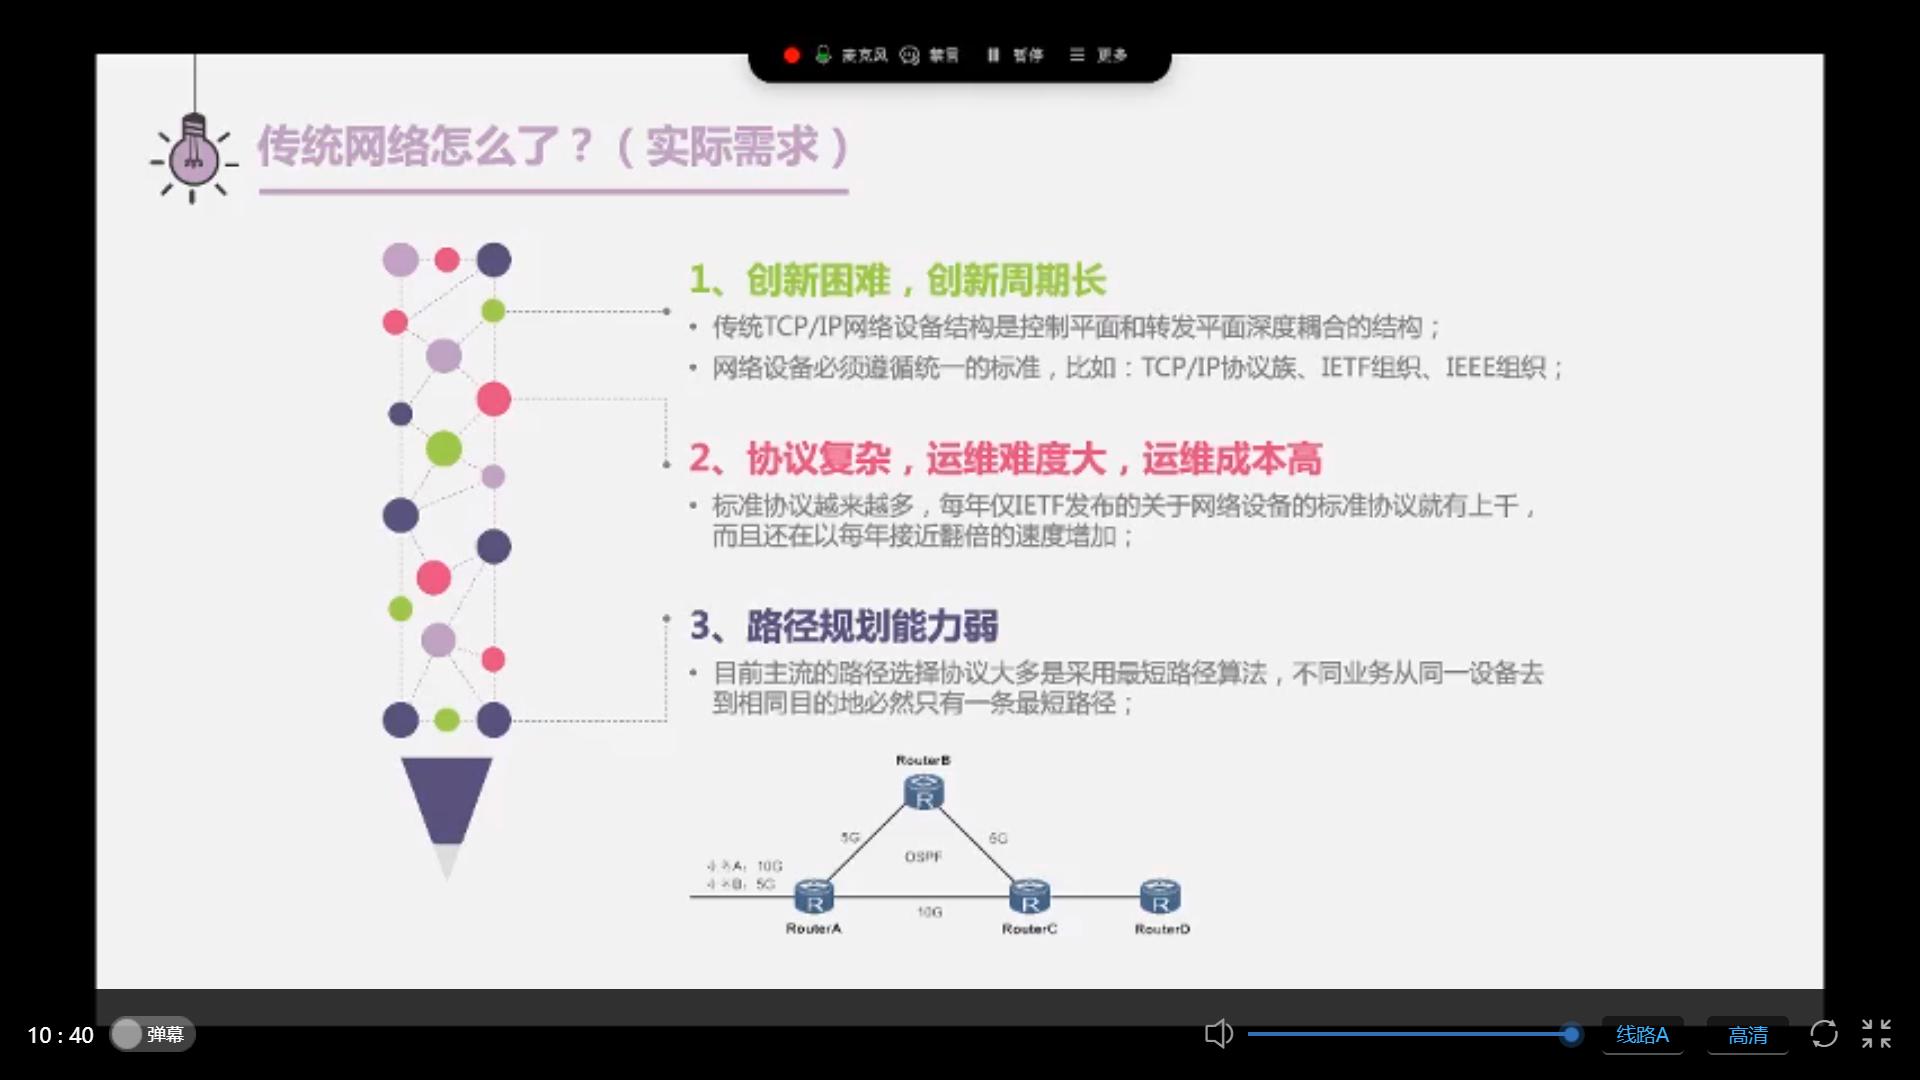 麦克风 禁言 暂停 更多
传统网络怎么了？（实际需求）
1、创新困难，创新周期长
• 传统TCP/IP网络设备结构是控制平面和转发平面深度耦合的结构；
• 网络设备必须遵循统一的标准，比如：TCP/IP协议族、IETF组织、IEEE组织；
2、协议复杂，运维难度大，运维成本高
• 标准协议越来越多，每年仅IETF发布的关于网络设备的标准协议就有上千，
而且还在以每年接近翻倍的速度增加；
3、路径规划能力弱
• 目前主流的路径选择协议大多是采用最短路径算法，不同业务从同一设备去
到相同目的地必然只有一条最短路径；
RouterB
R
5G
OSPF
A：10G
B：5G
R
R
R
10G
RouterA
RouterC
RouterD
10 : 40
弹幕
线路A
高清